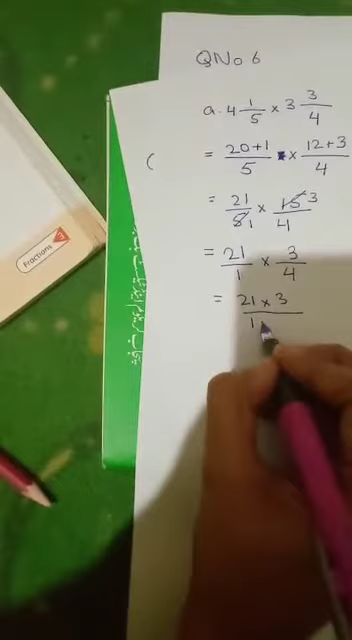 QNo 6
a. 4 1/5 × 3 3/4
= 20+1/5 × 12+3/4
= 21/5 1 × 15 3/4
= 21/1 × 3/4
= 21 × 3/1
Fractions